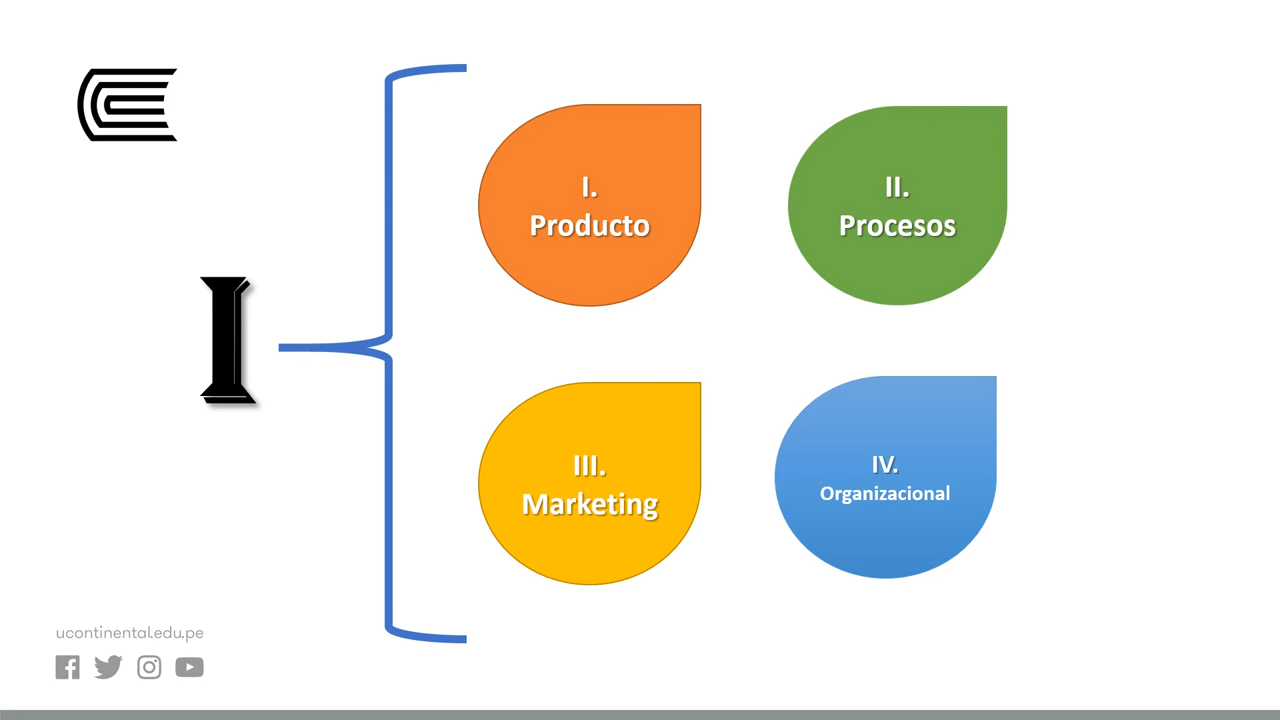 I
I.
Producto
II.
Procesos
III.
Marketing
IV.
Organizacional
ucontinental.edu.pe